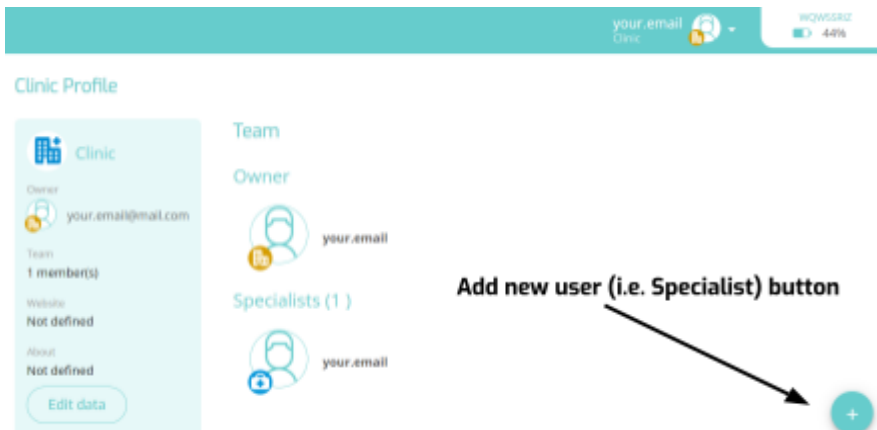 your.email
Clinic
WQWSSRIZ
44%
Clinic Profile
Clinic
Owner
your.email@mail.com
Team
1 member(s)
Website
Not defined
About
Not defined
Edit data
Team
Owner
your.email
Specialists (1 )
your.email
Add new user (i.e. Specialist) button
+